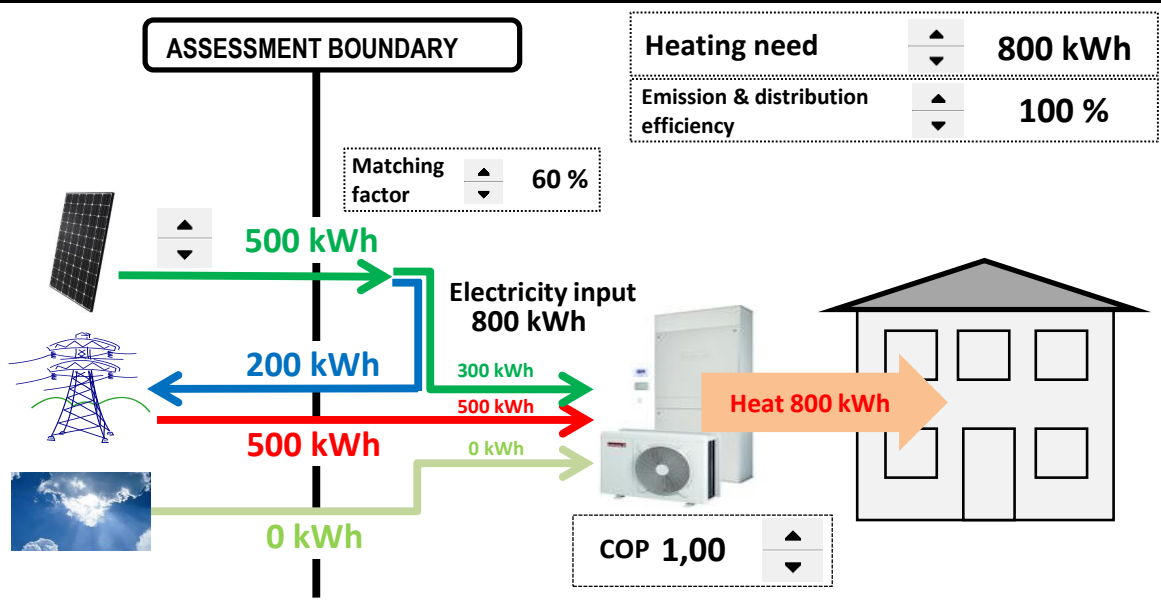 ASSESSMENT BOUNDARY
Heating need
800 kWh
Emission & distribution
efficiency
100 %
Matching
factor
60 %
500 kWh
Electricity input
800 kWh
200 kWh
300 kWh
500 kWh
500 kWh
0 kWh
0 kWh
Heat 800 kWh
COP 1,00